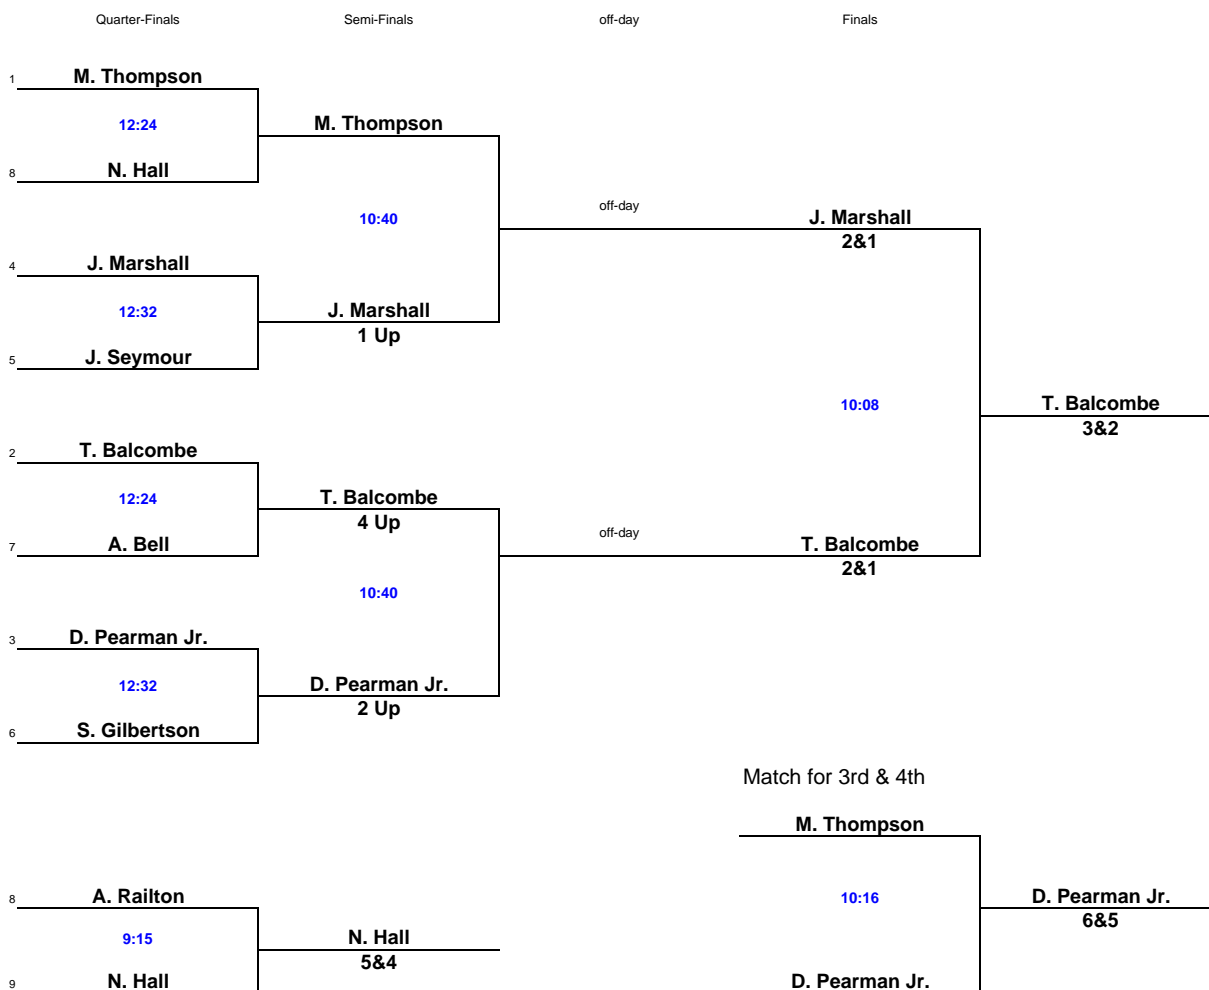 Quarter-Finals Semi-Finals off-day Finals
1 M. Thompson
12:24 M. Thompson
8 N. Hall
10:40 off-day J. Marshall
2&1
4 J. Marshall
12:32 J. Marshall
1 Up
5 J. Seymour
10:08 T. Balcombe
3&2
2 T. Balcombe
12:24 T. Balcombe
4 Up
7 A. Bell off-day T. Balcombe
2&1
10:40
3 D. Pearman Jr.
12:32 D. Pearman Jr.
2 Up
6 S. Gilbertson
Match for 3rd & 4th
M. Thompson
8 A. Railton 10:16 D. Pearman Jr.
6&5
9:15 N. Hall
5&4
9 N. Hall D. Pearman Jr.